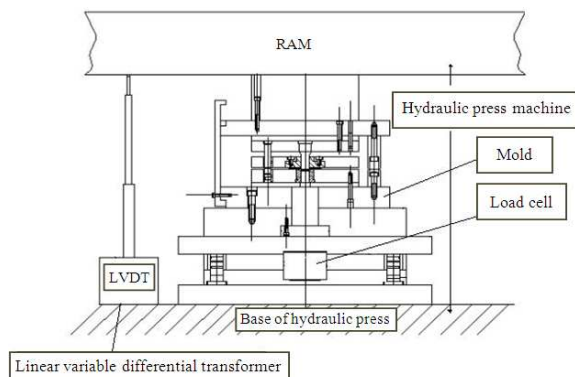 RAM
Hydraulic press machine
Mold
Load cell
LVDT
Base of hydraulic press
Linear variable differential transformer